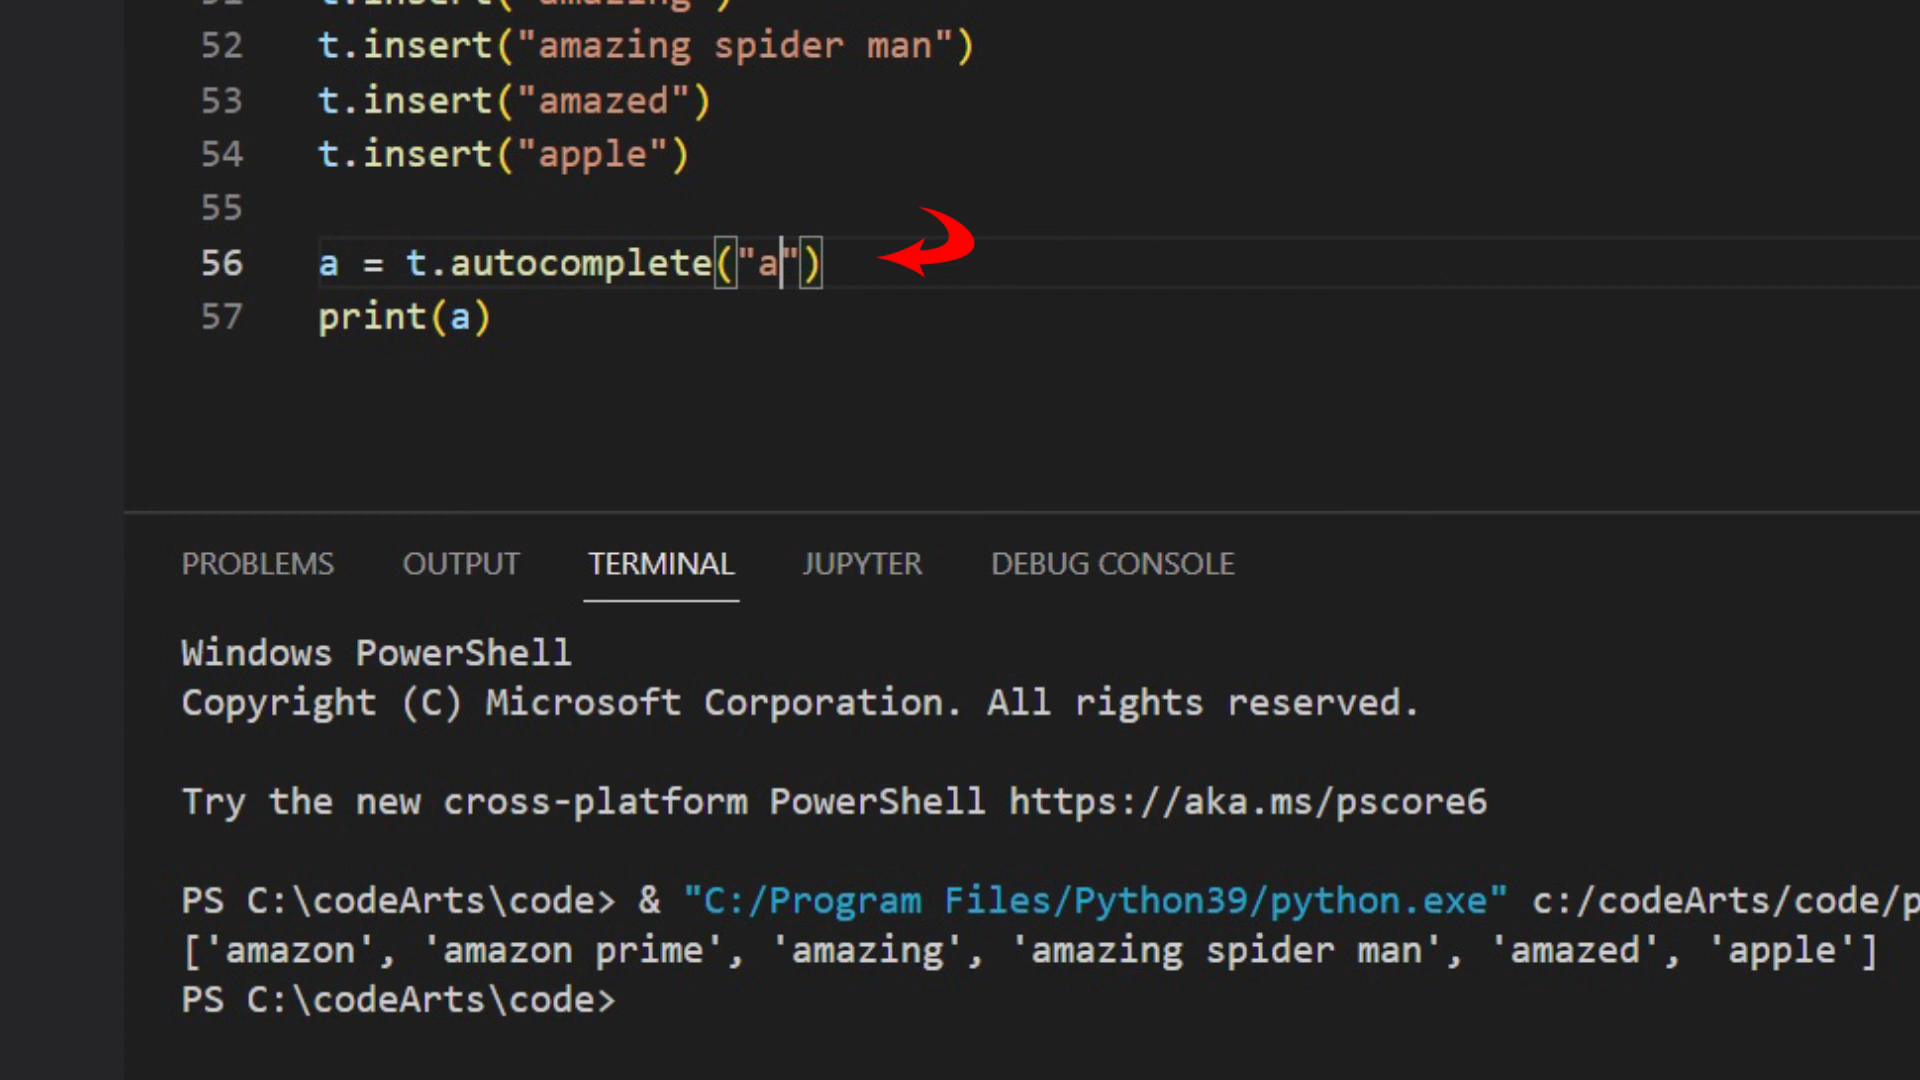 51 t.insert("amazing")
52 t.insert("amazing spider man")
53 t.insert("amazed")
54 t.insert("apple")
55
56 a = t.autocomplete("a")
57 print(a)
PROBLEMS OUTPUT TERMINAL JUPYTER DEBUG CONSOLE
Windows PowerShell
Copyright (C) Microsoft Corporation. All rights reserved.
Try the new cross-platform PowerShell https://aka.ms/pscore6
PS C:\codeArts\code> & "C:/Program Files/Python39/python.exe" c:/codeArts/code/p
['amazon', 'amazon prime', 'amazing', 'amazing spider man', 'amazed', 'apple']
PS C:\codeArts\code>